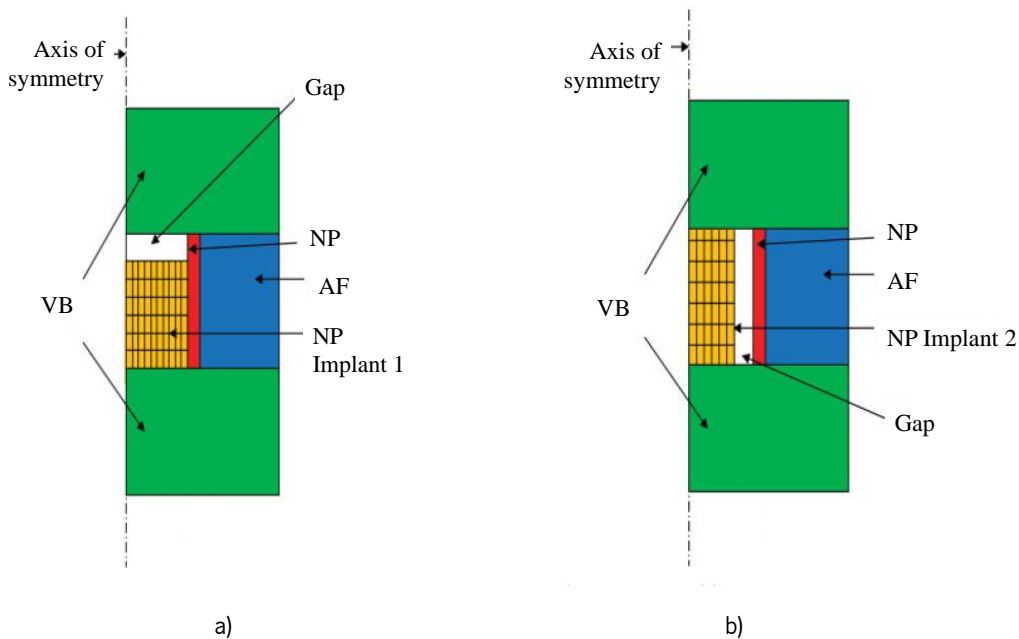 Axis of
symmetry
Gap
NP
AF
VB
NP
Implant 1
a)
Axis of
symmetry
NP
AF
VB
NP Implant 2
Gap
b)